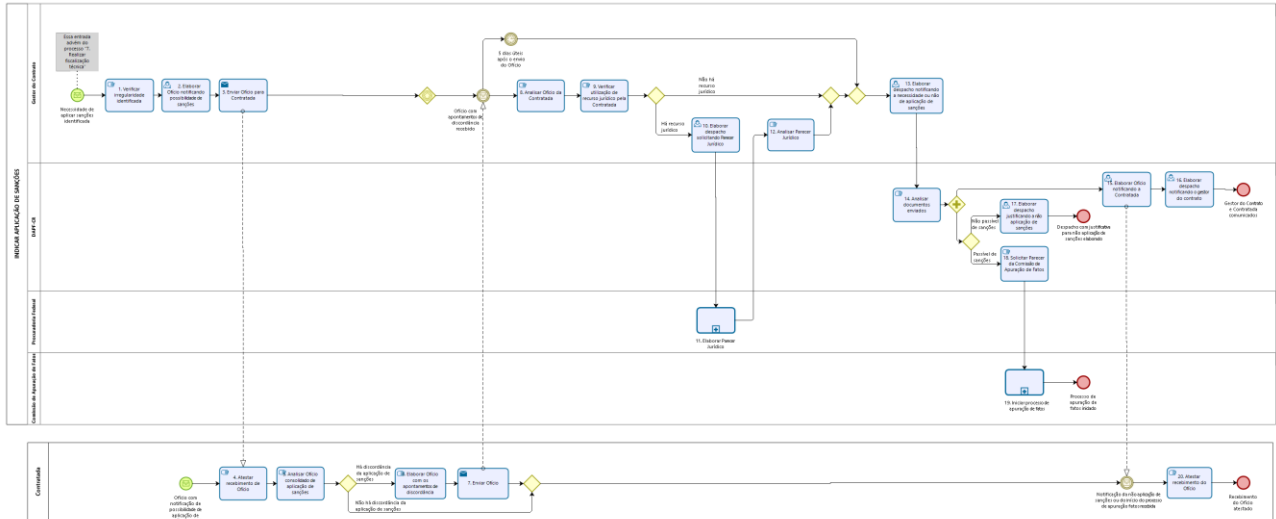 INDICAR APLICAÇÃO DE SANÇÕES
Gestor do Contrato
Essa entrada
advém do
processo "7.
Realizar
fiscalização
técnica"
Necessidade de
aplicar sanções
identificada
1. Verificar
irregularidade
identificada
2. Elaborar
Ofício notificando
possibilidade de
sanções
3. Enviar Ofício para
Contratada
5 dias úteis
após o envio
do Ofício
Ofício com
apontamentos de
discordância
recebido
8. Analisar Ofício da
Contratada
9. Verificar
utilização de
recurso jurídico pela
Contratada
Não há
recurso
jurídico
Há recurso
jurídico
10. Elaborar
despacho
solicitando Parecer
Jurídico
12. Analisar Parecer
Jurídico
13. Elaborar
despacho notificando
a necessidade ou não
de aplicação de
sanções
14. Analisar
documentos
enviados
15. Elaborar Ofício
notificando a
Contratada
16. Elaborar
despacho
notificando o gestor
do contrato
Gestor do Contrato
e Contratada
comunicados
Não passível
de sanções
17. Elaborar
despacho
justificando a não
aplicação de
sanções
Despacho com justificativa
para não aplicação de
sanções elaborado
Passível de
sanções
18. Solicitar Parecer
da Comissão de
Apuração de Fatos
Procuradoria Federal
11. Elaborar Parecer
Jurídico
Comissão de Apuração de Fatos
19. Iniciar processo de
apuração de fatos
Processo de
apuração de
fatos iniciado
Contratada
Ofício com
notificação de
possibilidade de
aplicação de
4. Atestar
recebimento de
Ofício
Analisar Ofício
consolidado de
aplicação de
sanções
Há discordância
da aplicação de
sanções
Não há discordância da
aplicação de sanções
Elaborar Ofício
com os
apontamentos de
discordância
7. Enviar Ofício
Notificação da não aplicação de
sanções ou do início do processo
de apuração fatos recebida
20. Atestar
recebimento do
Ofício
Recebimento
do Ofício
atestado